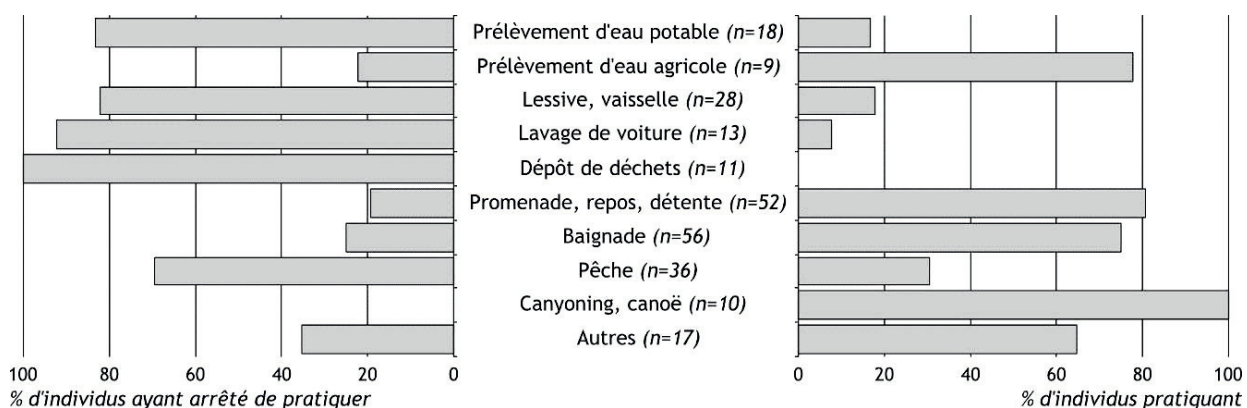 Prélèvement d'eau potable (n=18)
Prélèvement d'eau agricole (n=9)
Lessive, vaisselle (n=28)
Lavage de voiture (n=13)
Dépôt de déchets (n=11)
Promenade, repos, détente (n=52)
Baignade (n=56)
Pêche (n=36)
Canyoning, canoë (n=10)
Autres (n=17)
100 80 60 40 20 0 0 20 40 60 80 100
% d'individus ayant arrêté de pratiquer % d'individus pratiquant